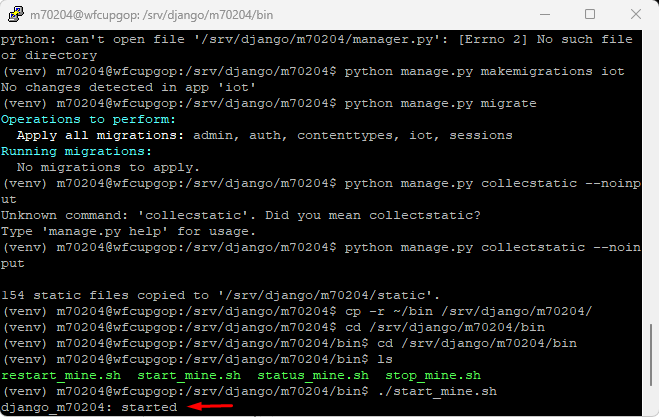 m70204@wfcupgop: /srv/django/m70204/bin
python: can't open file '/srv/django/m70204/manager.py': [Errno 2] No such file
or directory
(venv) m70204@wfcupgop:/srv/django/m70204$ python manage.py makemigrations iot
No changes detected in app 'iot'
(venv) m70204@wfcupgop:/srv/django/m70204$ python manage.py migrate
Operations to perform:
  Apply all migrations: admin, auth, contenttypes, iot, sessions
Running migrations:
  No migrations to apply.
(venv) m70204@wfcupgop:/srv/django/m70204$ python manage.py collecstatic --noinp
ut
Unknown command: 'collecstatic'. Did you mean collectstatic?
Type 'manage.py help' for usage.
(venv) m70204@wfcupgop:/srv/django/m70204$ python manage.py collectstatic --noin
put

154 static files copied to '/srv/django/m70204/static'.
(venv) m70204@wfcupgop:/srv/django/m70204$ cp -r ~/bin /srv/django/m70204/
(venv) m70204@wfcupgop:/srv/django/m70204$ cd /srv/django/m70204/bin
(venv) m70204@wfcupgop:/srv/django/m70204/bin$ cd /srv/django/m70204/bin
(venv) m70204@wfcupgop:/srv/django/m70204/bin$ ls
restart_mine.sh  start_mine.sh  status_mine.sh  stop_mine.sh
(venv) m70204@wfcupgop:/srv/django/m70204/bin$ ./start_mine.sh
django_m70204: started